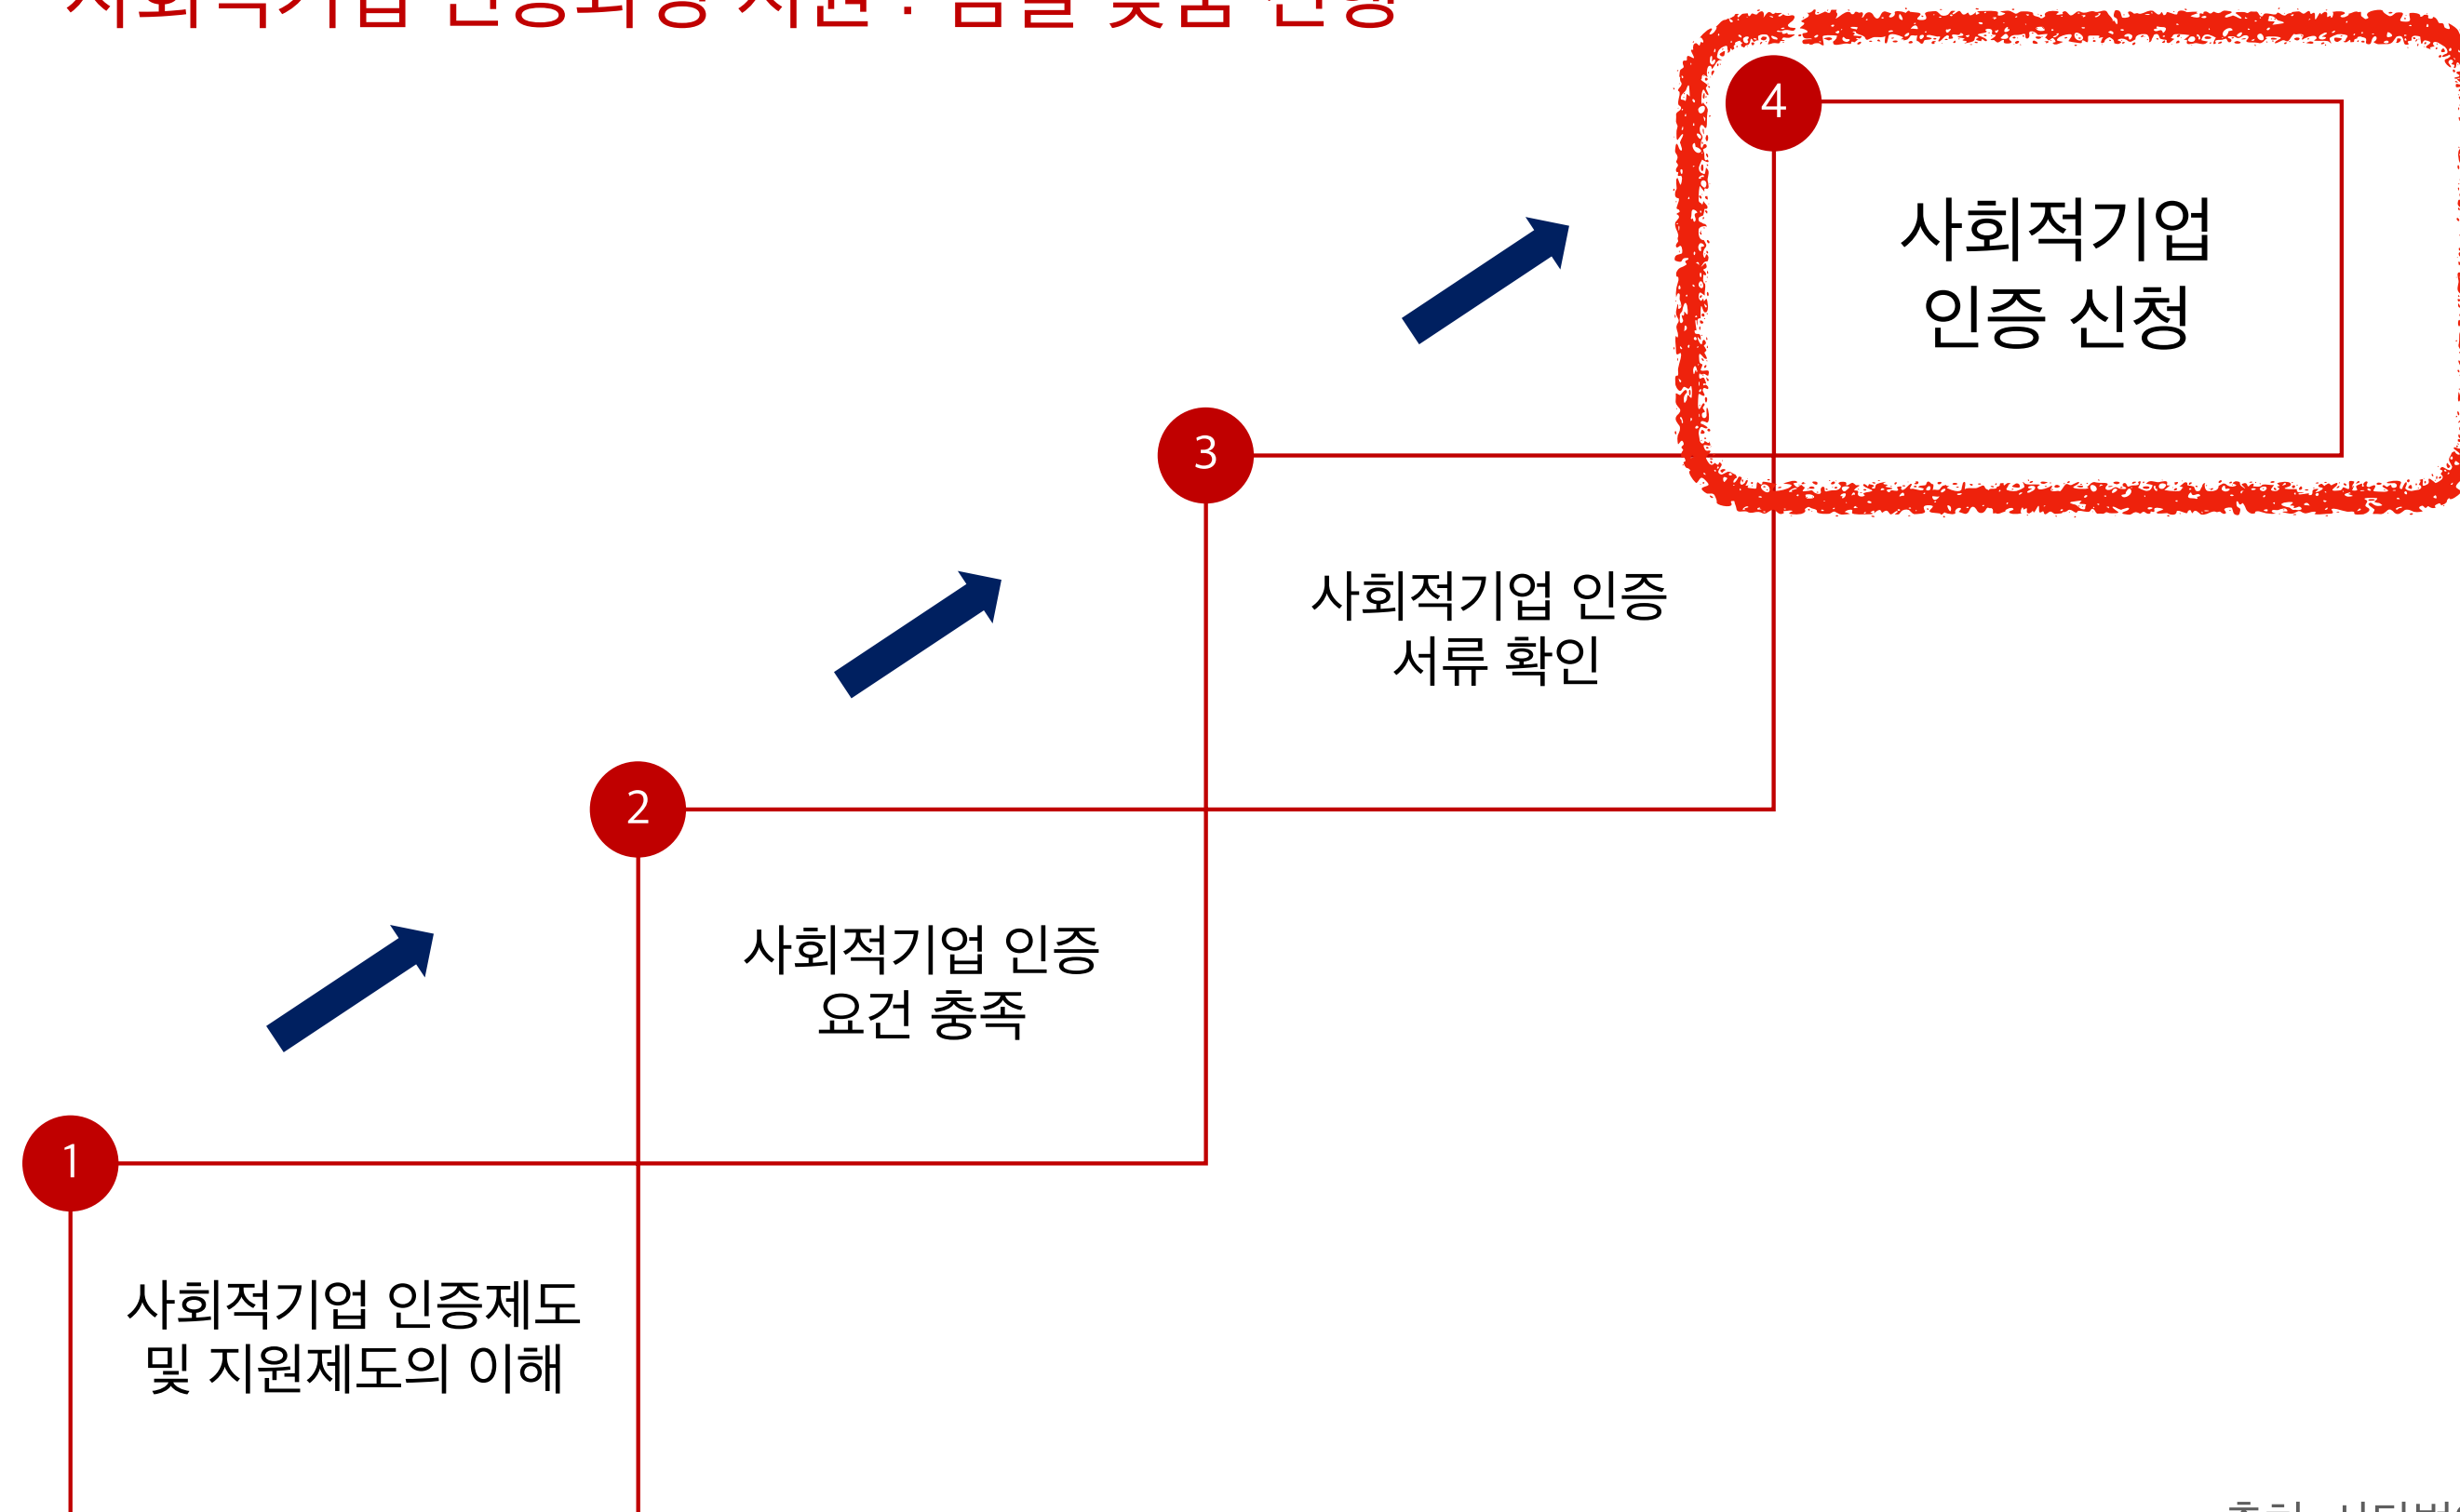 4
사회적기업
인증 신청
3
사회적기업 인증
서류 확인
2
사회적기업 인증
요건 충족
1
사회적기업 인증제도
및 지원제도의 이해